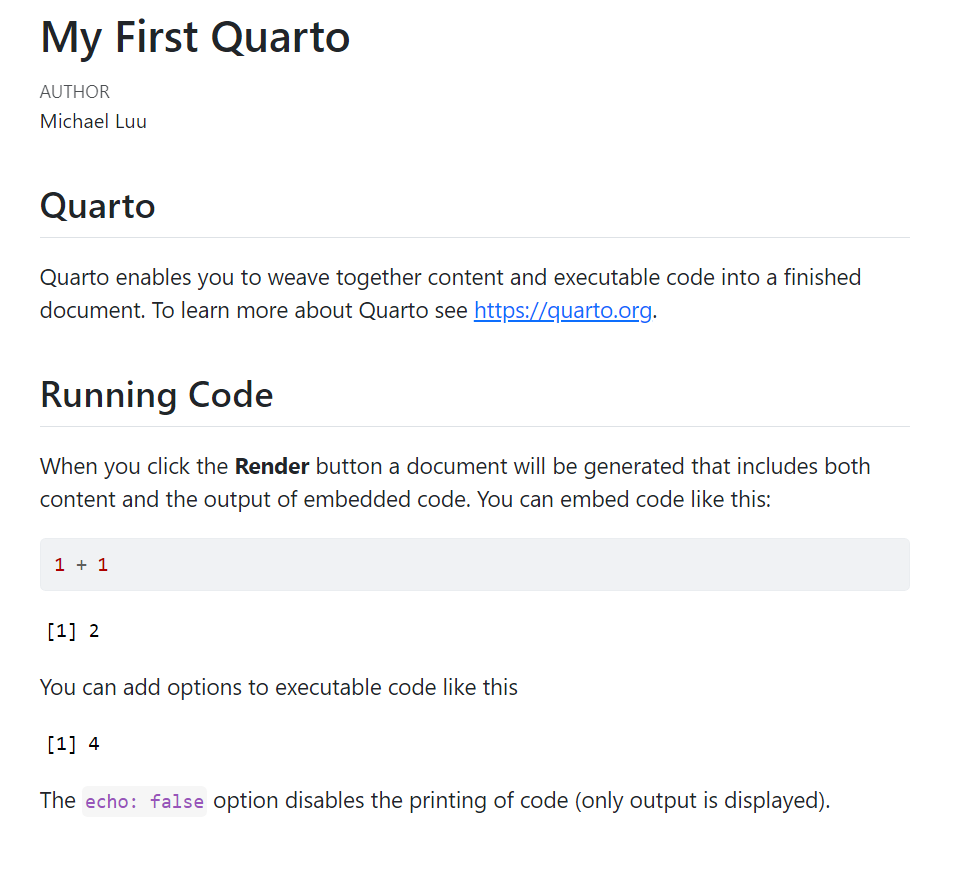 My First Quarto
AUTHOR
Michael Luu
Quarto
Quarto enables you to weave together content and executable code into a finished
document. To learn more about Quarto see https://quarto.org.
Running Code
When you click the Render button a document will be generated that includes both
content and the output of embedded code. You can embed code like this:
1 + 1
[1] 2
You can add options to executable code like this
[1] 4
The echo: false option disables the printing of code (only output is displayed).